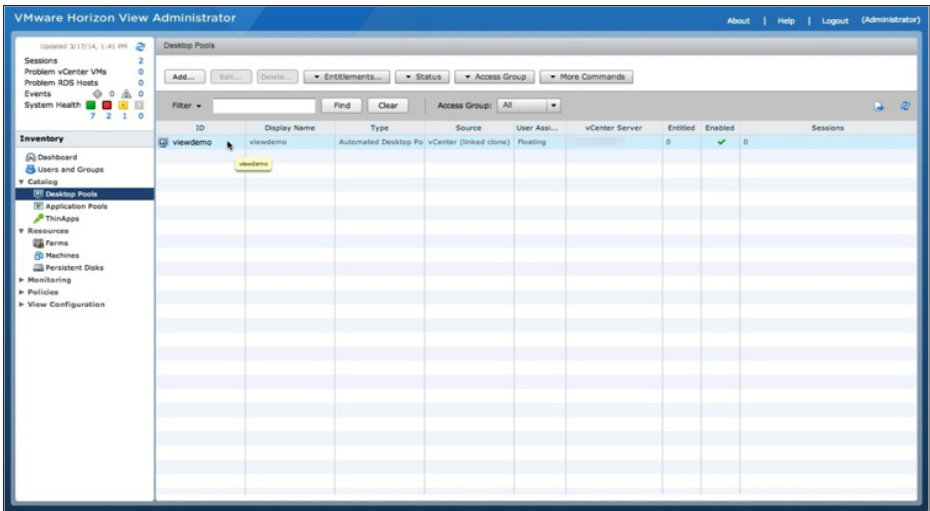 VMware Horizon View Administrator
About | Help | Logout (Administrator)
Updated 3/17/14, 1:41 PM
Sessions 2
Problem vCenter VMs 0
Problem RDS Hosts 0
Events 0 0
System Health
7 2 1 0
Inventory
Dashboard
Users and Groups
Catalog
Desktop Pools
Application Pools
ThinApps
Resources
Farms
Machines
Persistent Disks
Monitoring
Policies
View Configuration
Desktop Pools
Add... Edit... Delete... Entitlements... Status Access Group More Commands
Filter Find Clear Access Group: All
ID Display Name Type Source User Assi... vCenter Server Entitled Enabled Sessions
viewdemo viewdemo Automated Desktop Po vCenter (linked clone) Floating 0 0
viewdemo